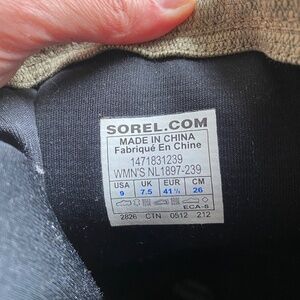 SOREL.COM
MADE IN CHINA
Fabriqué En Chine
1471831239
WMN'S NL1897-239
USA UK EUR CM
9 7.5 41½ 26
ECA-6
2826 CTN 0512 212